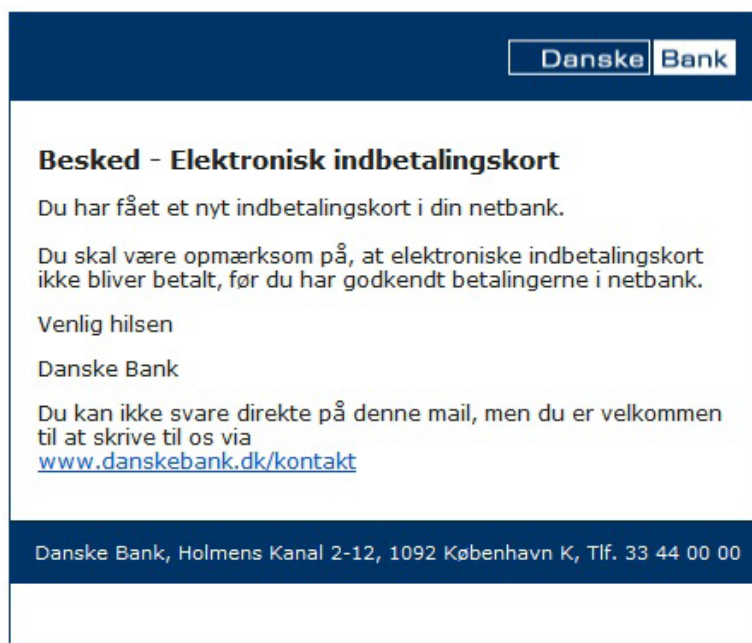 Danske Bank
Besked - Elektronisk indbetalingskort
Du har fået et nyt indbetalingskort i din netbank.
Du skal være opmærksom på, at elektroniske indbetalingskort
ikke bliver betalt, før du har godkendt betalingerne i netbank.
Venlig hilsen
Danske Bank
Du kan ikke svare direkte på denne mail, men du er velkommen
til at skrive til os via
www.danskebank.dk/kontakt
Danske Bank, Holmens Kanal 2-12, 1092 København K, Tlf. 33 44 00 00